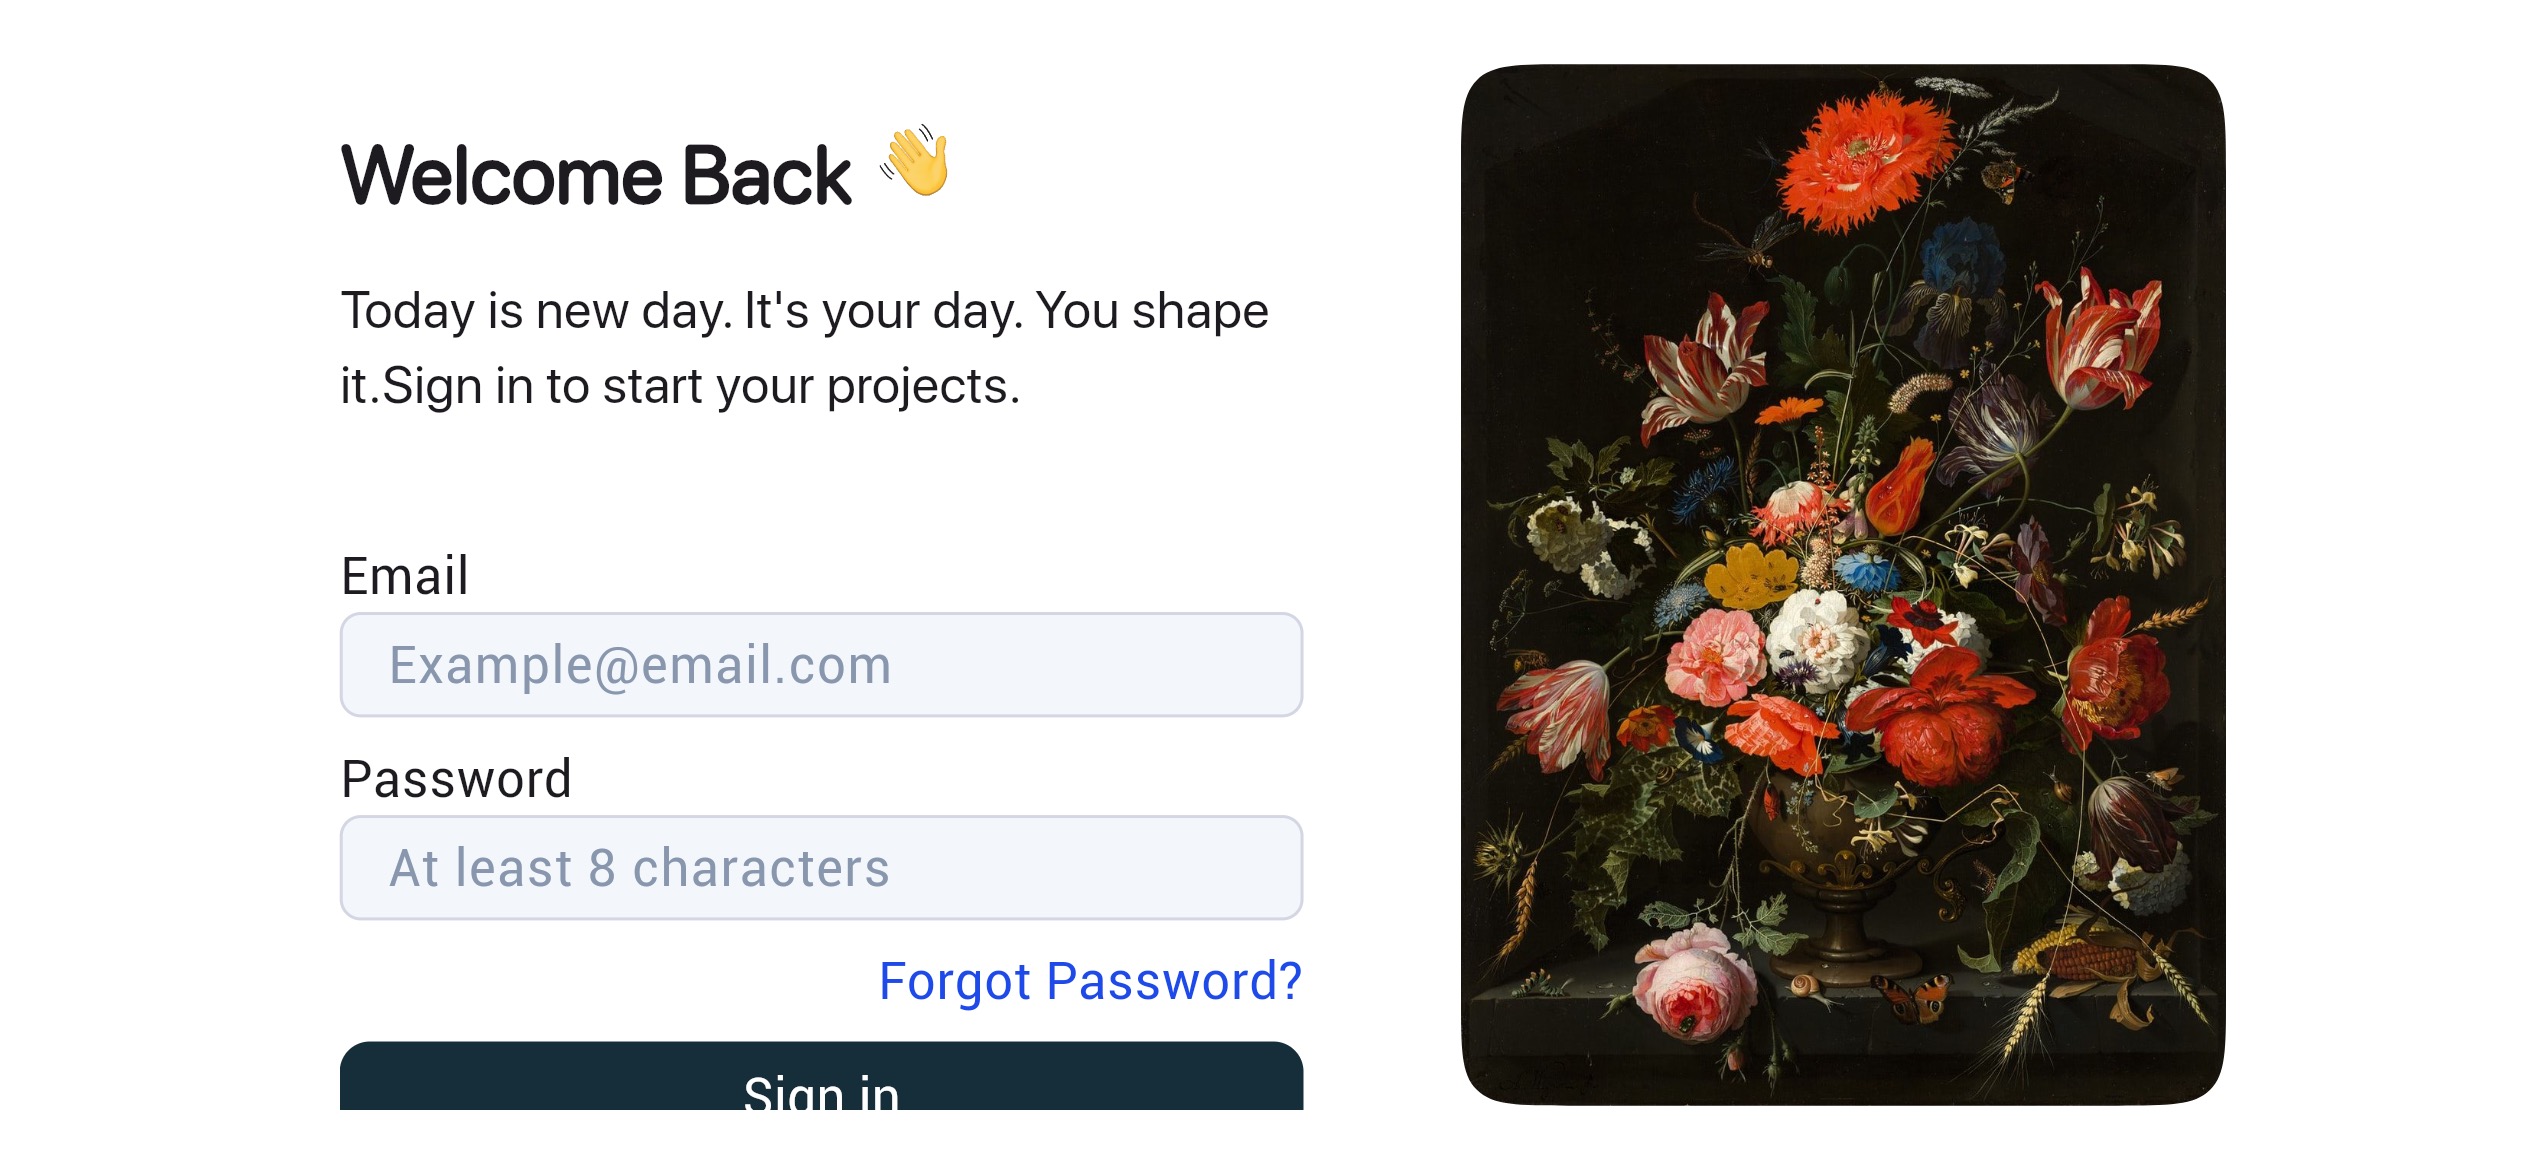 Welcome Back 👋
Today is new day. It's your day. You shape
it.Sign in to start your projects.
Email
Example@email.com
Password
At least 8 characters
Forgot Password?
Sign in